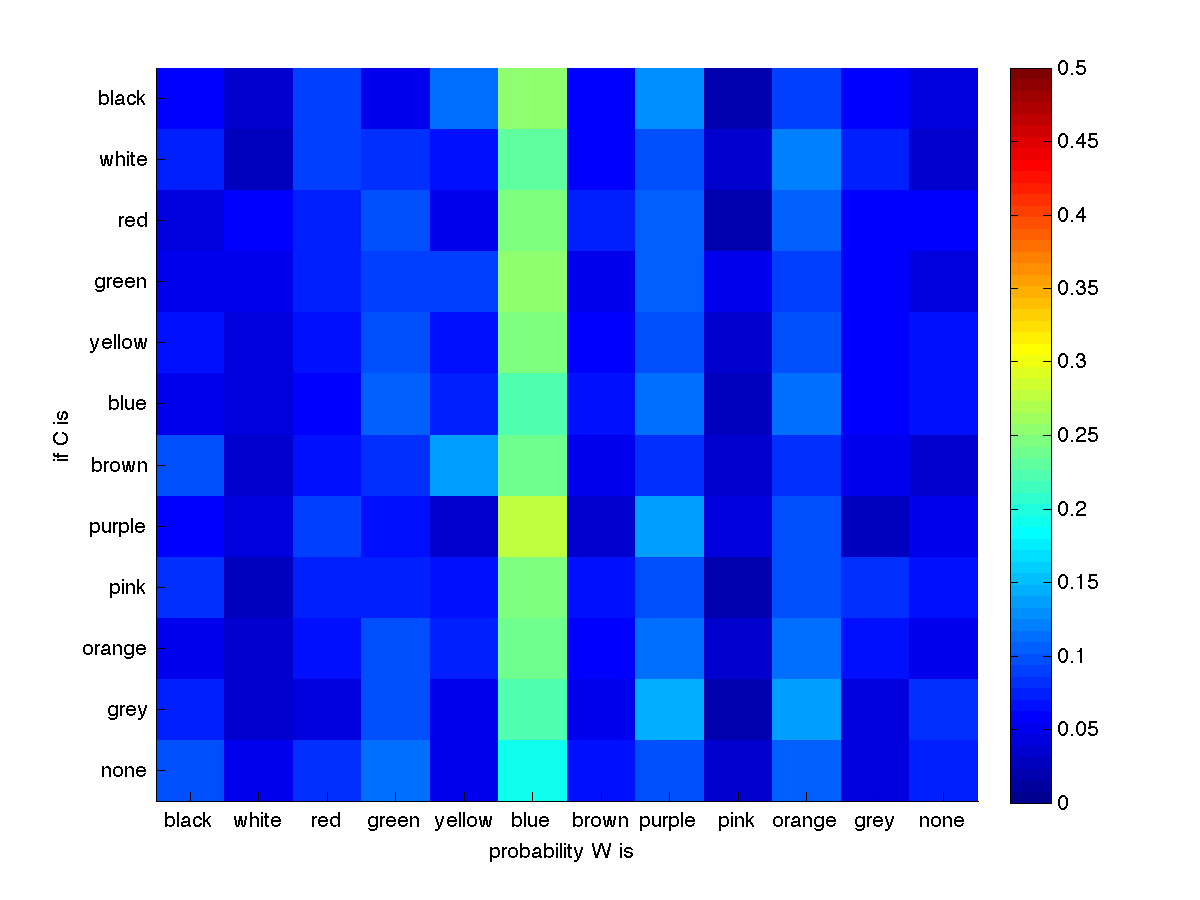 black
white
red
green
yellow
blue
brown
purple
pink
orange
grey
none
if C is
black white red green yellow blue brown purple pink orange grey none
probability W is
0.5
0.45
0.4
0.35
0.3
0.25
0.2
0.15
0.1
0.05
0